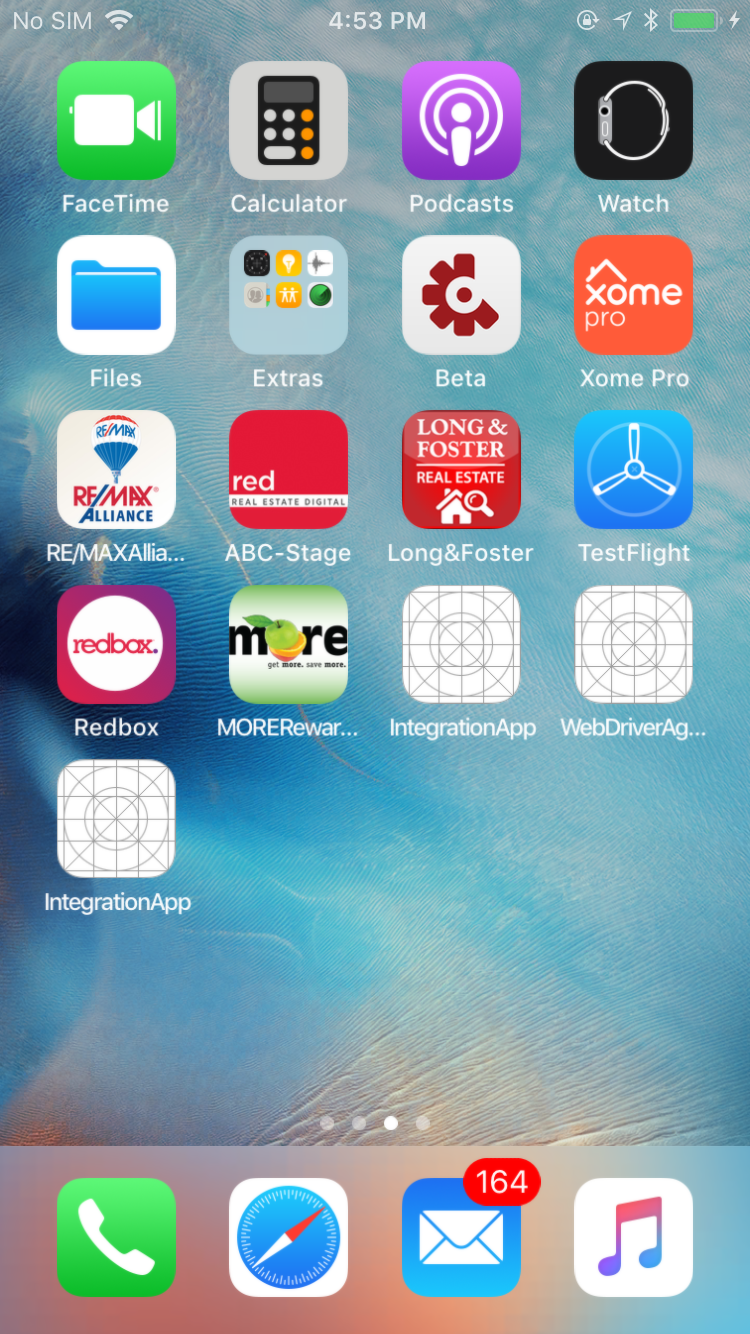 No SIM 4:53 PM
FaceTime Calculator Podcasts Watch
xome
pro
Files Extras Beta Xome Pro
RE/MAX
RE/MAX
ALLIANCE
red
REAL ESTATE DIGITAL
LONG &
FOSTER
REAL ESTATE
RE/MAXAllia... ABC-Stage Long&Foster TestFlight
redbox.
more
get more. save more.
Redbox MORERewar... IntegrationApp WebDriverAg...
IntegrationApp
164